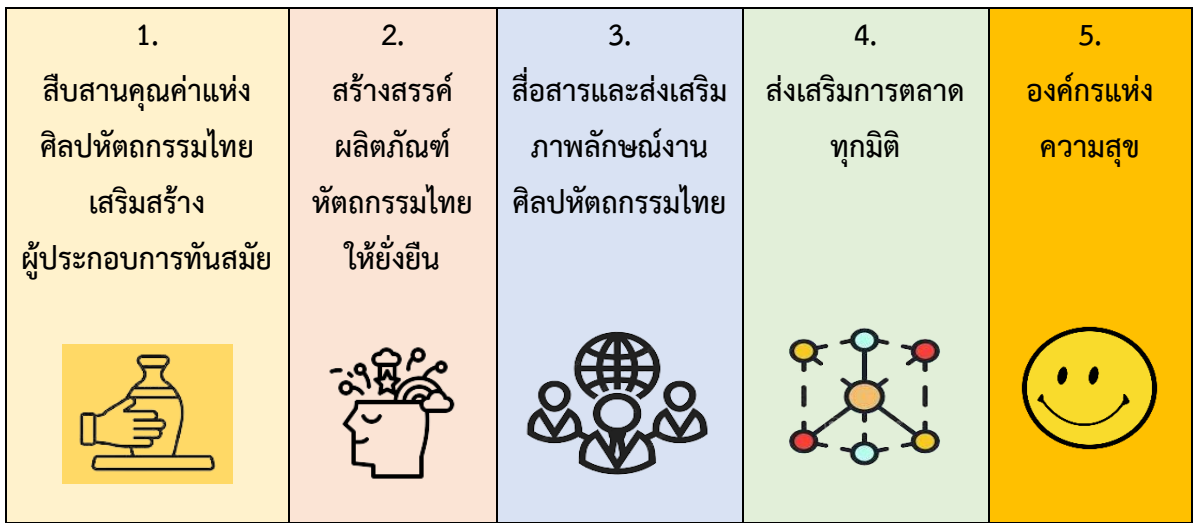 1.
สืบสานคุณค่าแห่ง
ศิลปหัตถกรรมไทย
เสริมสร้าง
ผู้ประกอบการทันสมัย
2.
สร้างสรรค์
ผลิตภัณฑ์
หัตถกรรมไทย
ให้ยั่งยืน
3.
สื่อสารและส่งเสริม
ภาพลักษณ์งาน
ศิลปหัตถกรรมไทย
4.
ส่งเสริมการตลาด
ทุกมิติ
5.
องค์กรแห่ง
ความสุข